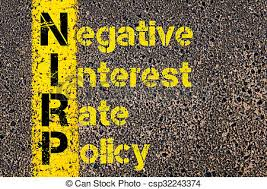 Negative
Interest
Rate
Policy
© Can Stock Photo - csp32243374